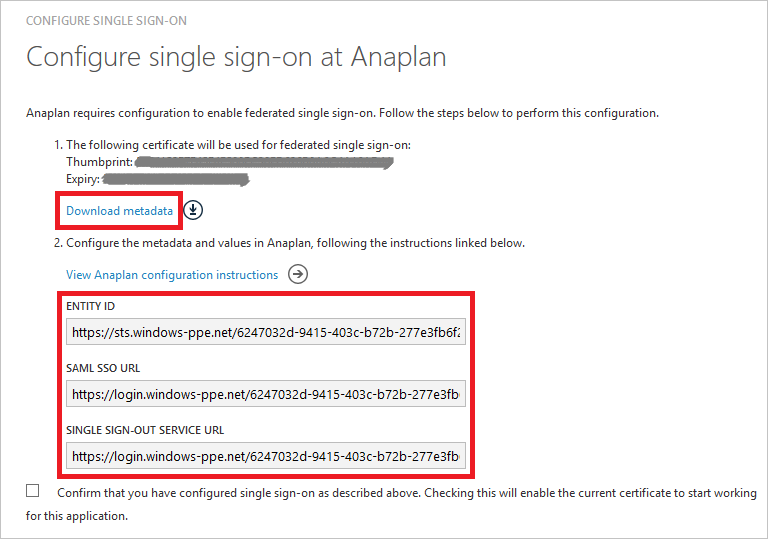 CONFIGURE SINGLE SIGN-ON
Configure single sign-on at Anaplan
Anaplan requires configuration to enable federated single sign-on. Follow the steps below to perform this configuration.
1. The following certificate will be used for federated single sign-on:
Thumbprint:
Expiry:
Download metadata
2. Configure the metadata and values in Anaplan, following the instructions linked below.
View Anaplan configuration instructions
ENTITY ID
https://sts.windows-ppe.net/6247032d-9415-403c-b72b-277e3fb6f2
SAML SSO URL
https://login.windows-ppe.net/6247032d-9415-403c-b72b-277e3fb
SINGLE SIGN-OUT SERVICE URL
https://login.windows-ppe.net/6247032d-9415-403c-b72b-277e3fb
Confirm that you have configured single sign-on as described above. Checking this will enable the current certificate to start working
for this application.